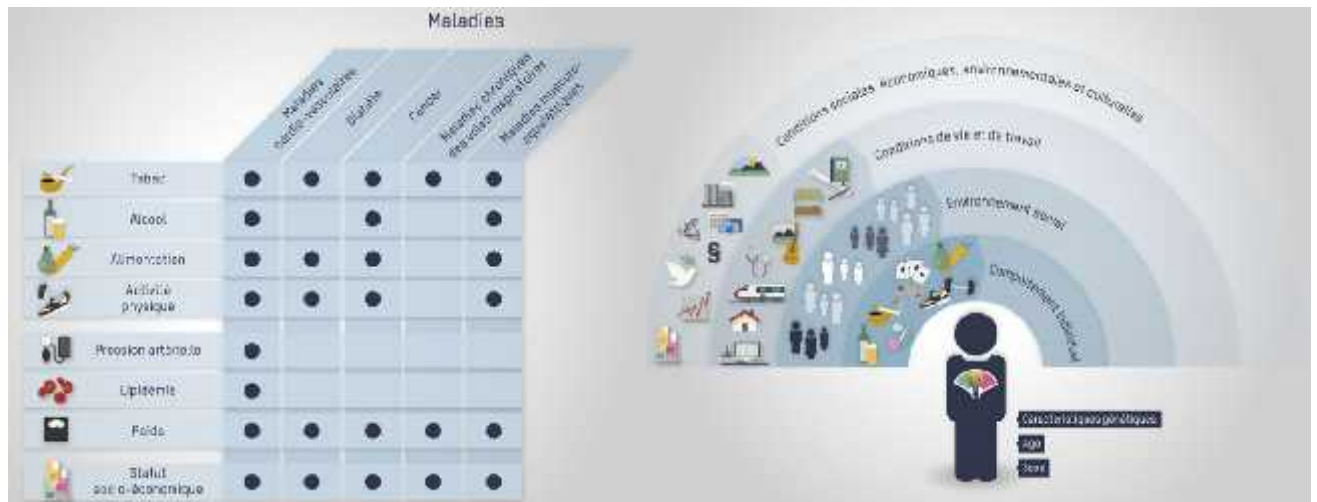 Maladies
Maladies
cardio-vasculaires
Diabète
Cancer
Maladies chroniques
des voies respiratoires
Maladies musculo-
squelettiques
Tabac
Alcool
Alimentation
Activité
physique
Pression artérielle
Lipidémie
Poids
Statut
socio-économique
Conditions sociales, économiques, environnementales et culturelles
Conditions de vie et de travail
Environnement social
Comportement individuel
§
Caractéristiques génétiques
Age
Sexe